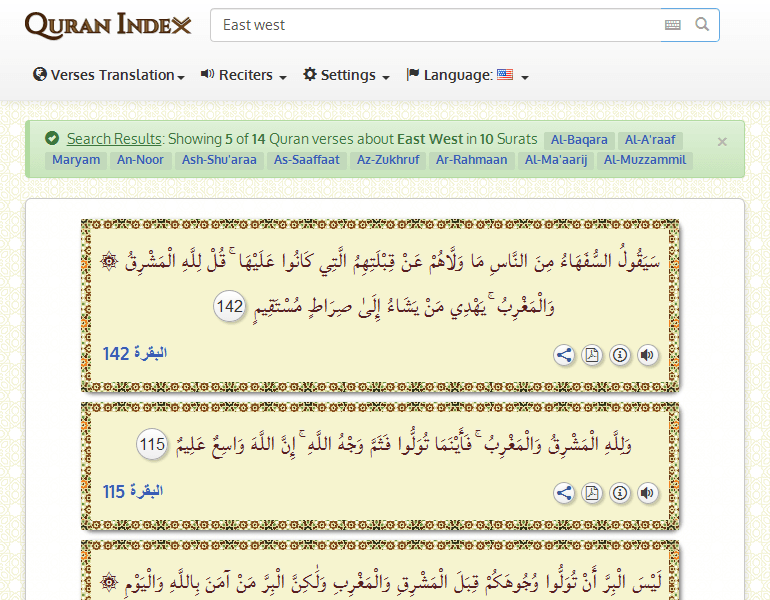 QURAN INDEX
East west
Verses Translation
Reciters
Settings
Language:
Search Results: Showing 5 of 14 Quran verses about East West in 10 Surats Al-Baqara Al-A'raaf
Maryam An-Noor Ash-Shu'araa As-Saaffaat Az-Zukhruf Ar-Rahmaan Al-Ma'aarij Al-Muzzammil
×
سَيَقُولُ السُّفَهَاءُ مِنَ النَّاسِ مَا وَلَّاهُمْ عَنْ قِبْلَتِهِمُ الَّتِي كَانُوا عَلَيْهَا ۚ قُلْ لِلَّهِ الْمَشْرِقُ ۞
وَالْمَغْرِبُ ۚ يَهْدِي مَنْ يَشَاءُ إِلَىٰ صِرَاطٍ مُسْتَقِيمٍ 142
البقرة 142
وَلِلَّهِ الْمَشْرِقُ وَالْمَغْرِبُ ۚ فَأَيْنَمَا تُوَلُّوا فَثَمَّ وَجْهُ اللَّهِ ۚ إِنَّ اللَّهَ وَاسِعٌ عَلِيمٌ 115
البقرة 115
لَيْسَ الْبِرَّ أَنْ تُوَلُّوا وُجُوهَكُمْ قِبَلَ الْمَشْرِقِ وَالْمَغْرِبِ وَلَٰكِنَّ الْبِرَّ مَنْ آمَنَ بِاللَّهِ وَالْيَوْمِ ۞